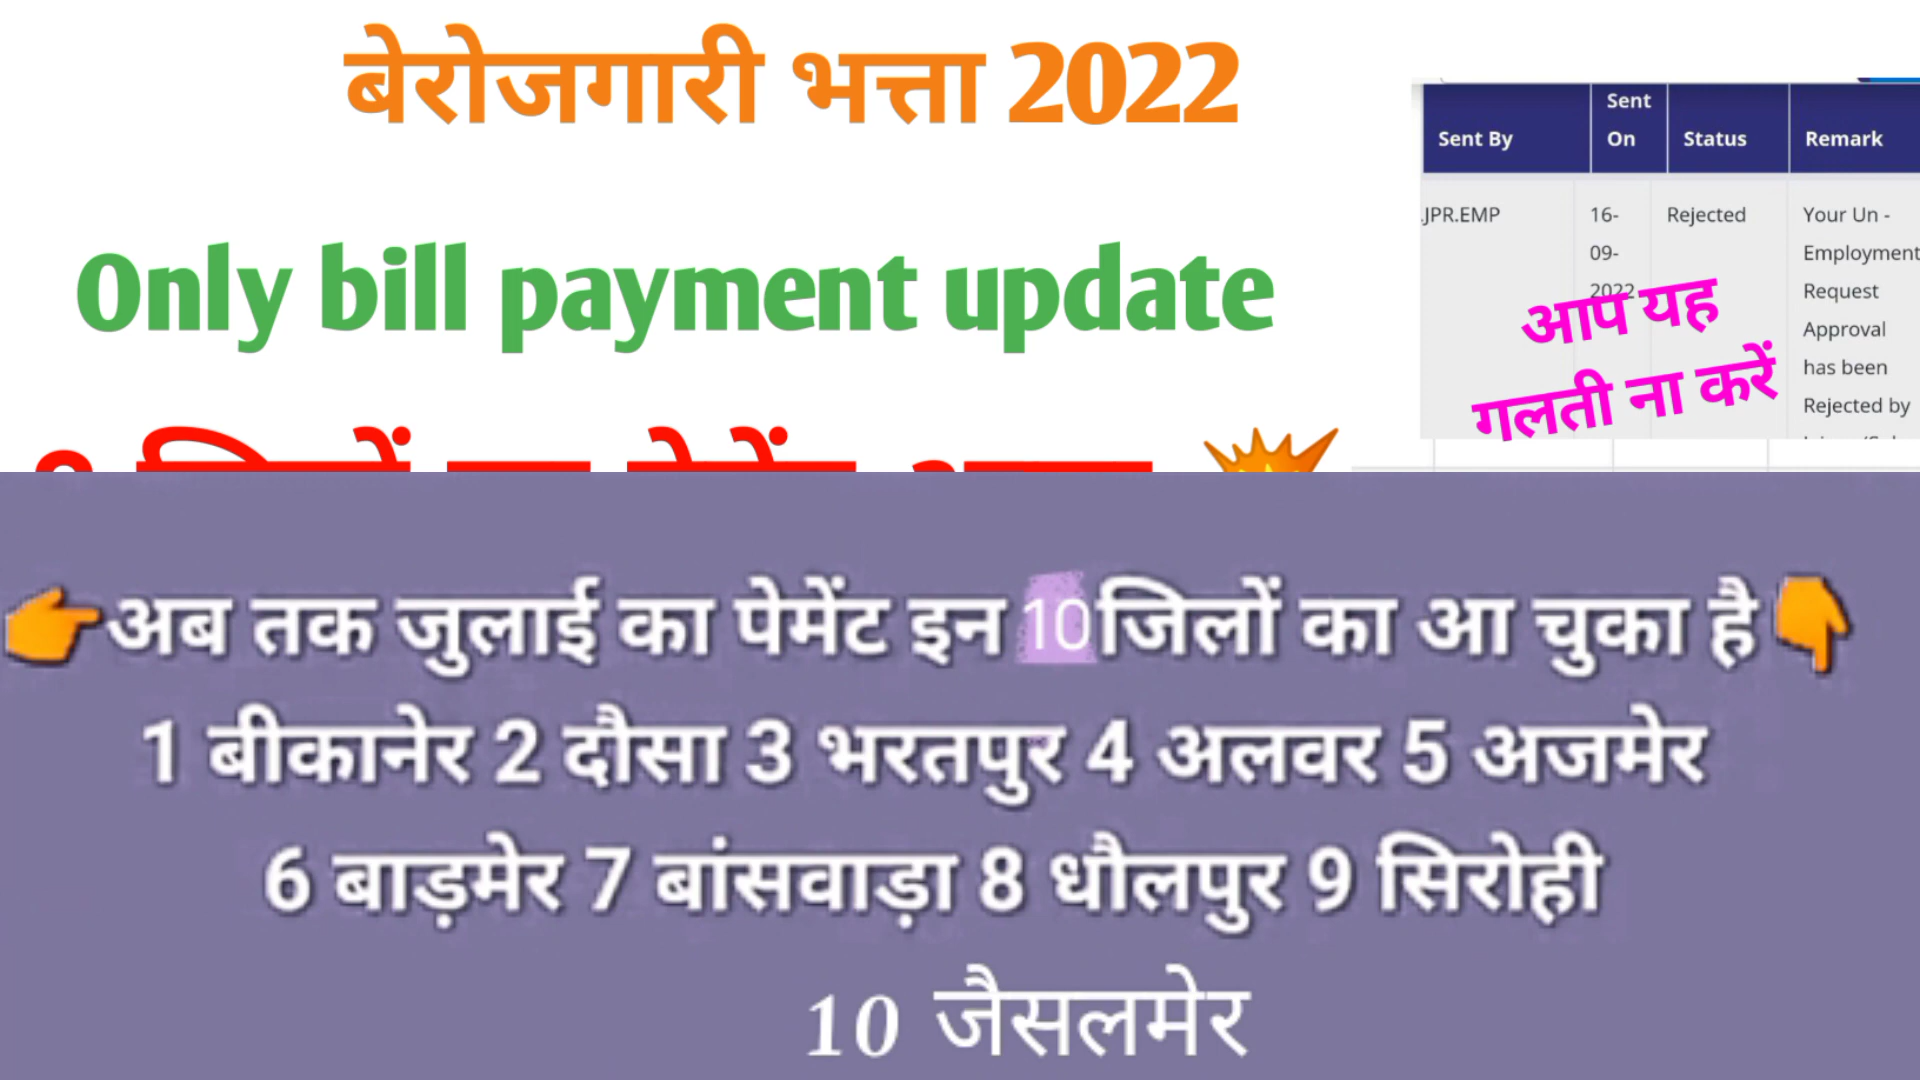 बेरोजगारी भत्ता 2022
Only bill payment update
Sent By
Sent
On
Status
Remark
JPR.EMP
16-
09-
2022
Rejected
Your Un -
Employment
Request
Approval
has been
Rejected by
आप यह
गलती ना करें
👉अब तक जुलाई का पेमेंट इन 10 जिलों का आ चुका है👇
1 बीकानेर 2 दौसा 3 भरतपुर 4 अलवर 5 अजमेर
6 बाड़मेर 7 बांसवाड़ा 8 धौलपुर 9 सिरोही
10 जैसलमेर